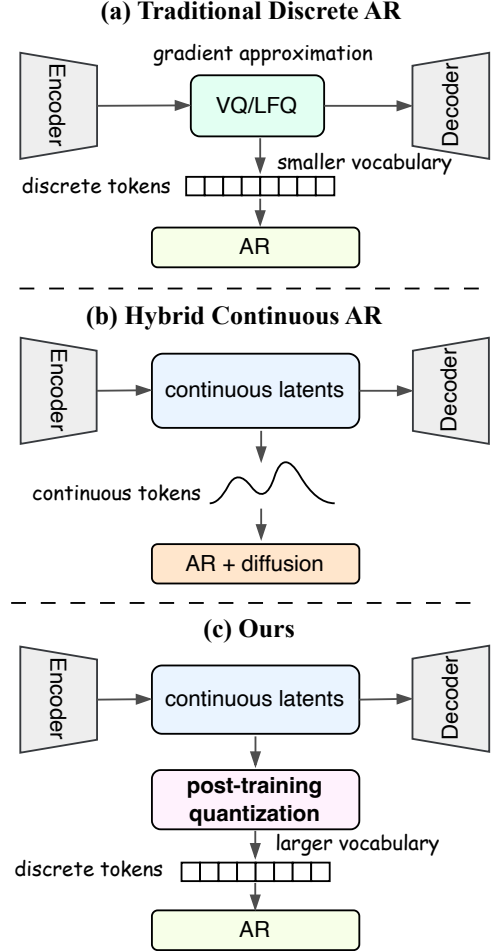 (a) Traditional Discrete AR
gradient approximation
Encoder
VQ/LFQ
Decoder
smaller vocabulary
discrete tokens
AR
(b) Hybrid Continuous AR
Encoder
continuous latents
Decoder
continuous tokens
AR + diffusion
(c) Ours
Encoder
continuous latents
Decoder
post-training
quantization
larger vocabulary
discrete tokens
AR